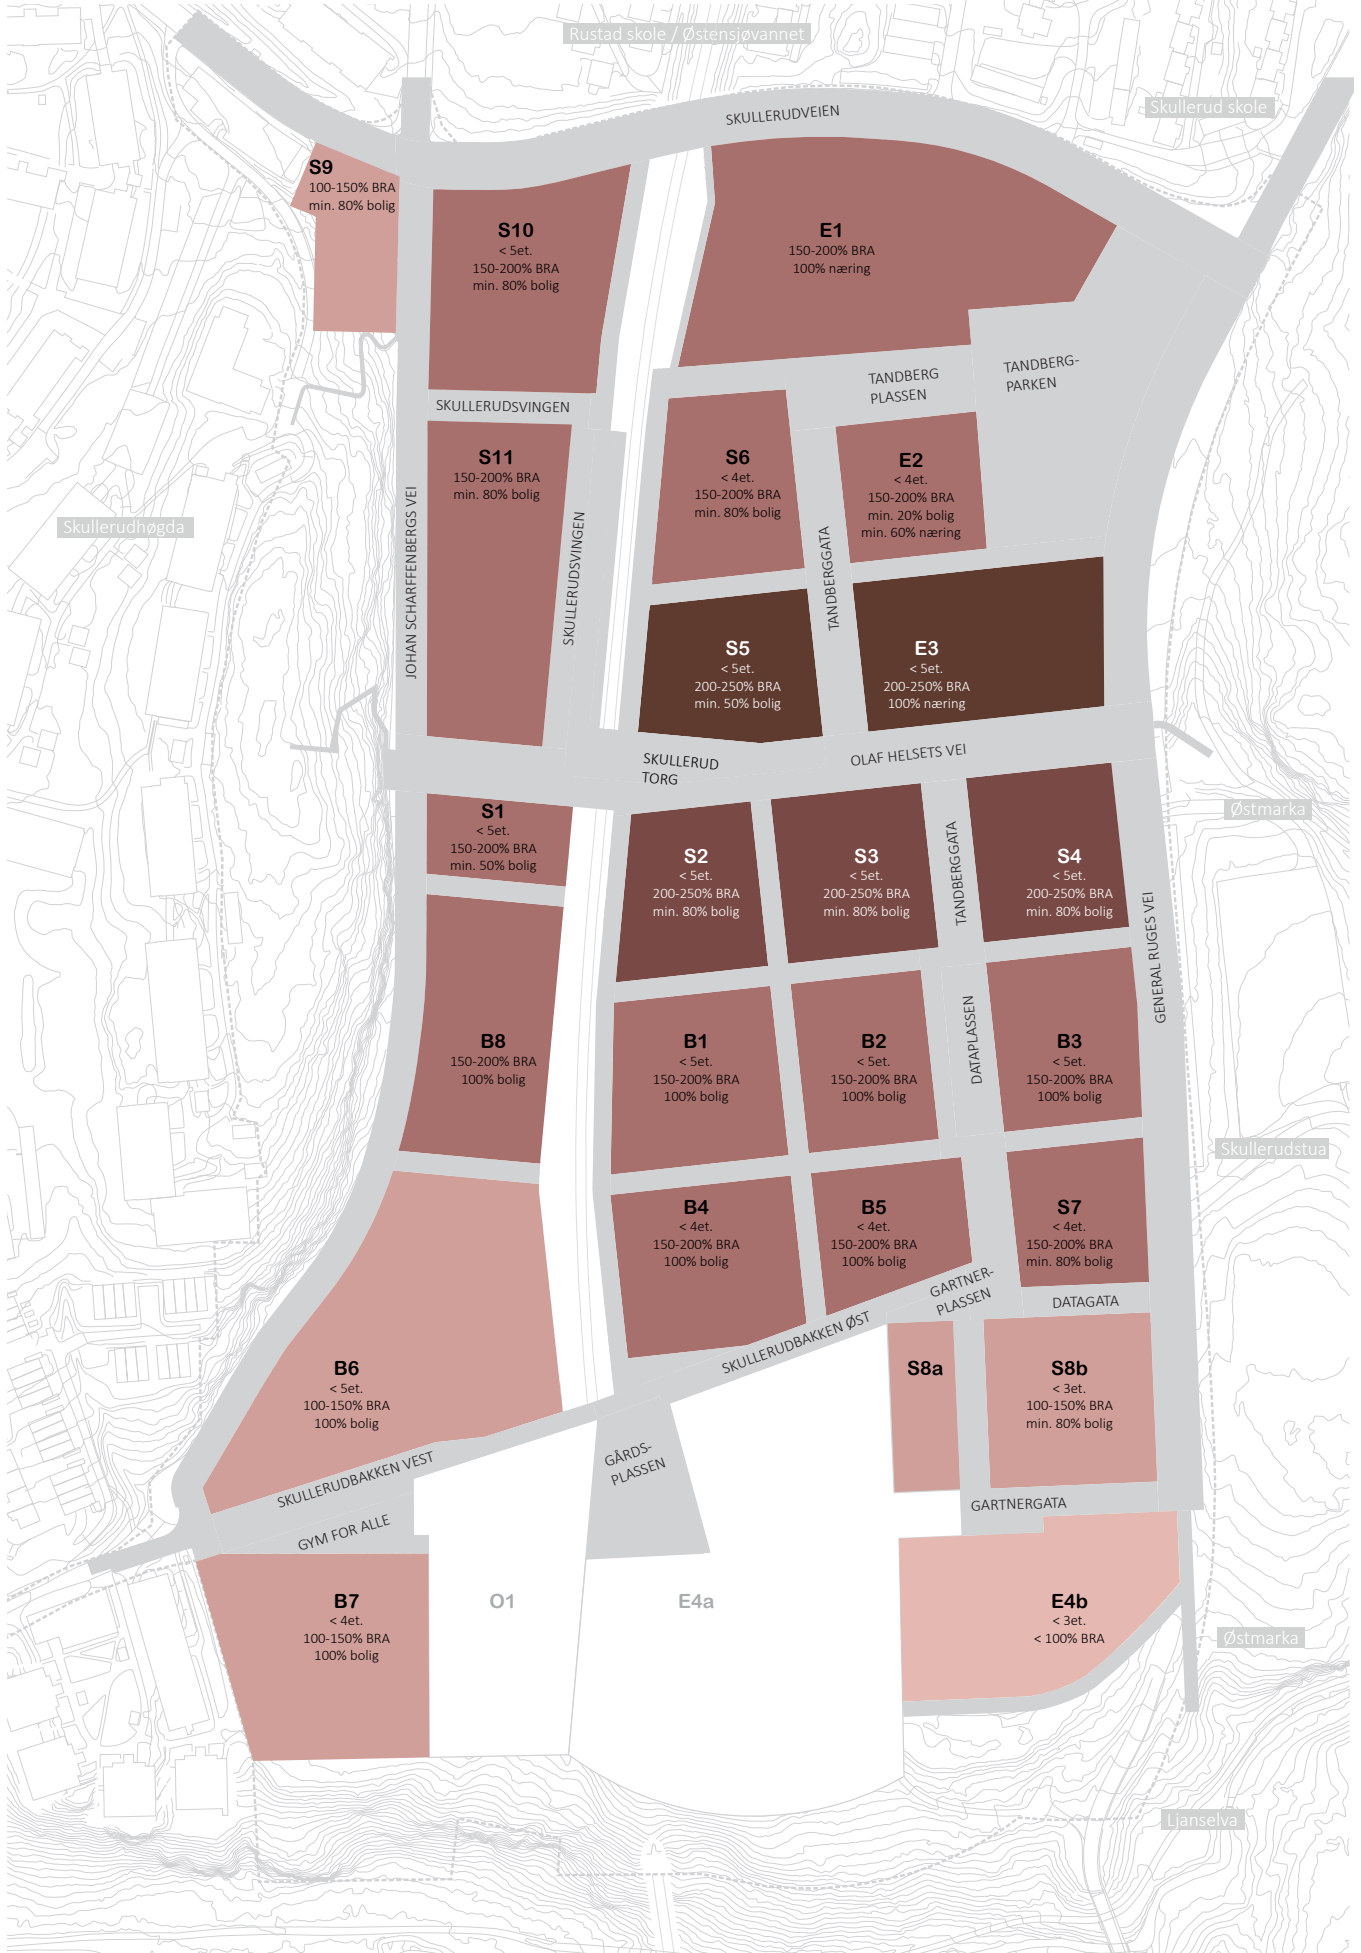 Rustad skole / Østensjøvannet
Skullerud skole
SKULLERUDVEIEN
S9
100-150% BRA
min. 80% bolig
S10
< 5et.
150-200% BRA
min. 80% bolig
E1
150-200% BRA
100% næring
TANDBERG
PLASSEN
TANDBERG-
PARKEN
SKULLERUDSVINGEN
S11
150-200% BRA
min. 80% bolig
S6
< 4et.
150-200% BRA
min. 80% bolig
E2
< 4et.
150-200% BRA
min. 20% bolig
min. 60% næring
Skullerudhøgda
JOHAN SCHARFFENBERGS VEI
SKULLERUDSVINGEN
TANDBERGGATA
S5
< 5et.
200-250% BRA
min. 50% bolig
E3
< 5et.
200-250% BRA
100% næring
SKULLERUD
TORG
OLAF HELSETS VEI
S1
< 5et.
150-200% BRA
min. 50% bolig
Østmarka
S2
< 5et.
200-250% BRA
min. 80% bolig
S3
< 5et.
200-250% BRA
min. 80% bolig
TANDBERGGATA
S4
< 5et.
200-250% BRA
min. 80% bolig
GENERAL RUGES VEI
B8
150-200% BRA
100% bolig
B1
< 5et.
150-200% BRA
100% bolig
B2
< 5et.
150-200% BRA
100% bolig
DATAPLASSEN
B3
< 5et.
150-200% BRA
100% bolig
Skullerudstua
B4
< 4et.
150-200% BRA
100% bolig
B5
< 4et.
150-200% BRA
100% bolig
S7
< 4et.
150-200% BRA
min. 80% bolig
GARTNER-
PLASSEN
DATAGATA
SKULLERUDBAKKEN ØST
B6
< 5et.
100-150% BRA
100% bolig
S8a
S8b
< 3et.
100-150% BRA
min. 80% bolig
SKULLERUDBAKKEN VEST
GÅRDS-
PLASSEN
GARTNERGATA
GYM FOR ALLE
B7
< 4et.
100-150% BRA
100% bolig
O1
E4a
E4b
< 3et.
< 100% BRA
Østmarka
Ljanselva